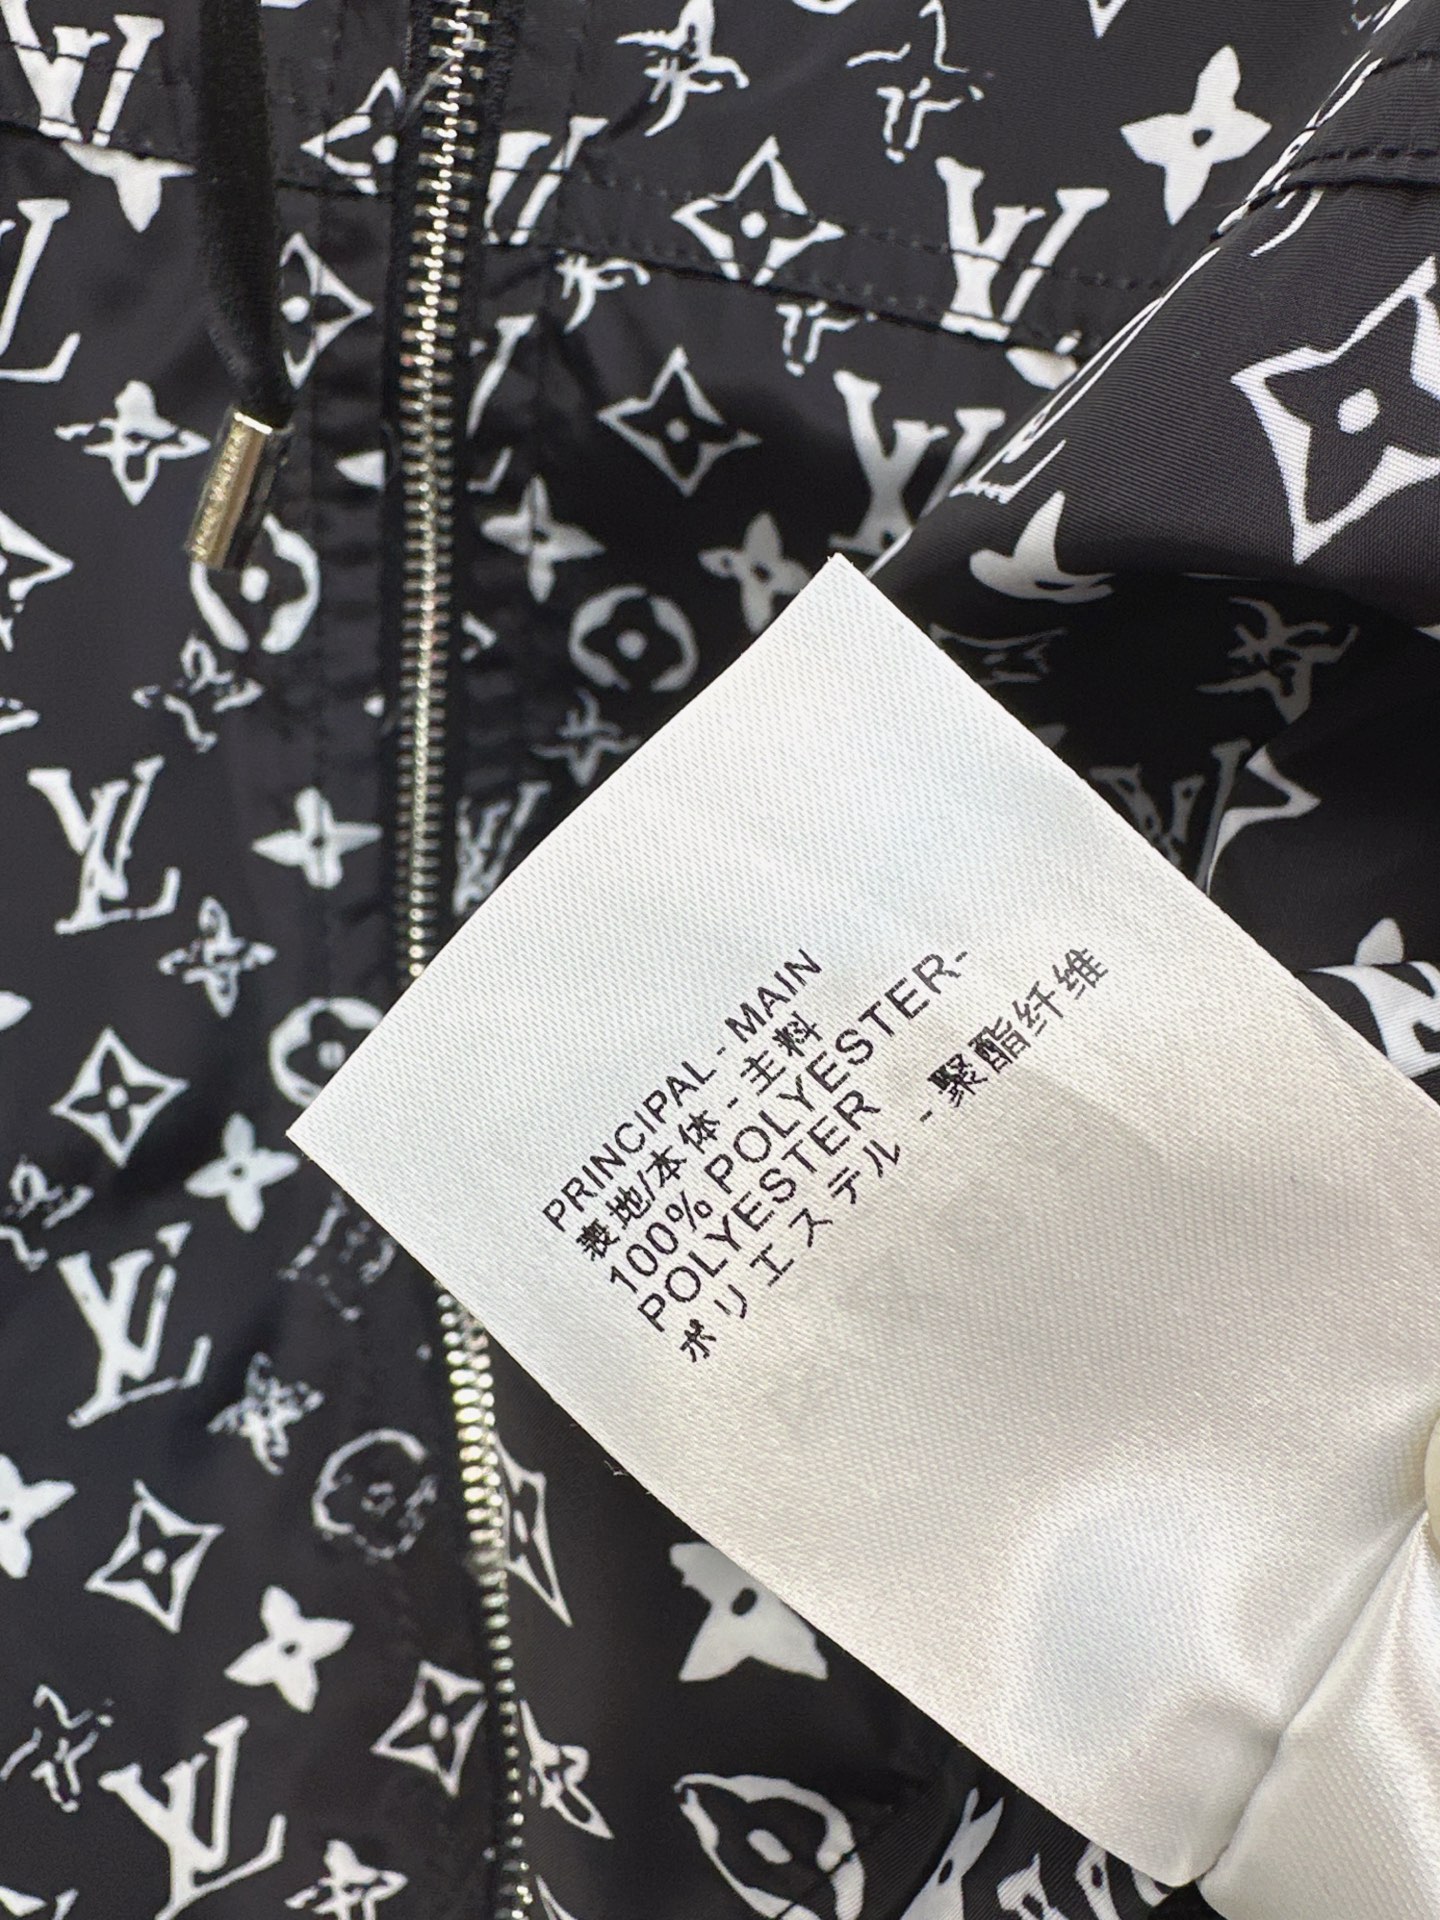 PRINCIPAL - MAIN
表地/本体 - 主料
100% POLYESTER-
POLYESTER
ポリエステル - 聚酯纤维